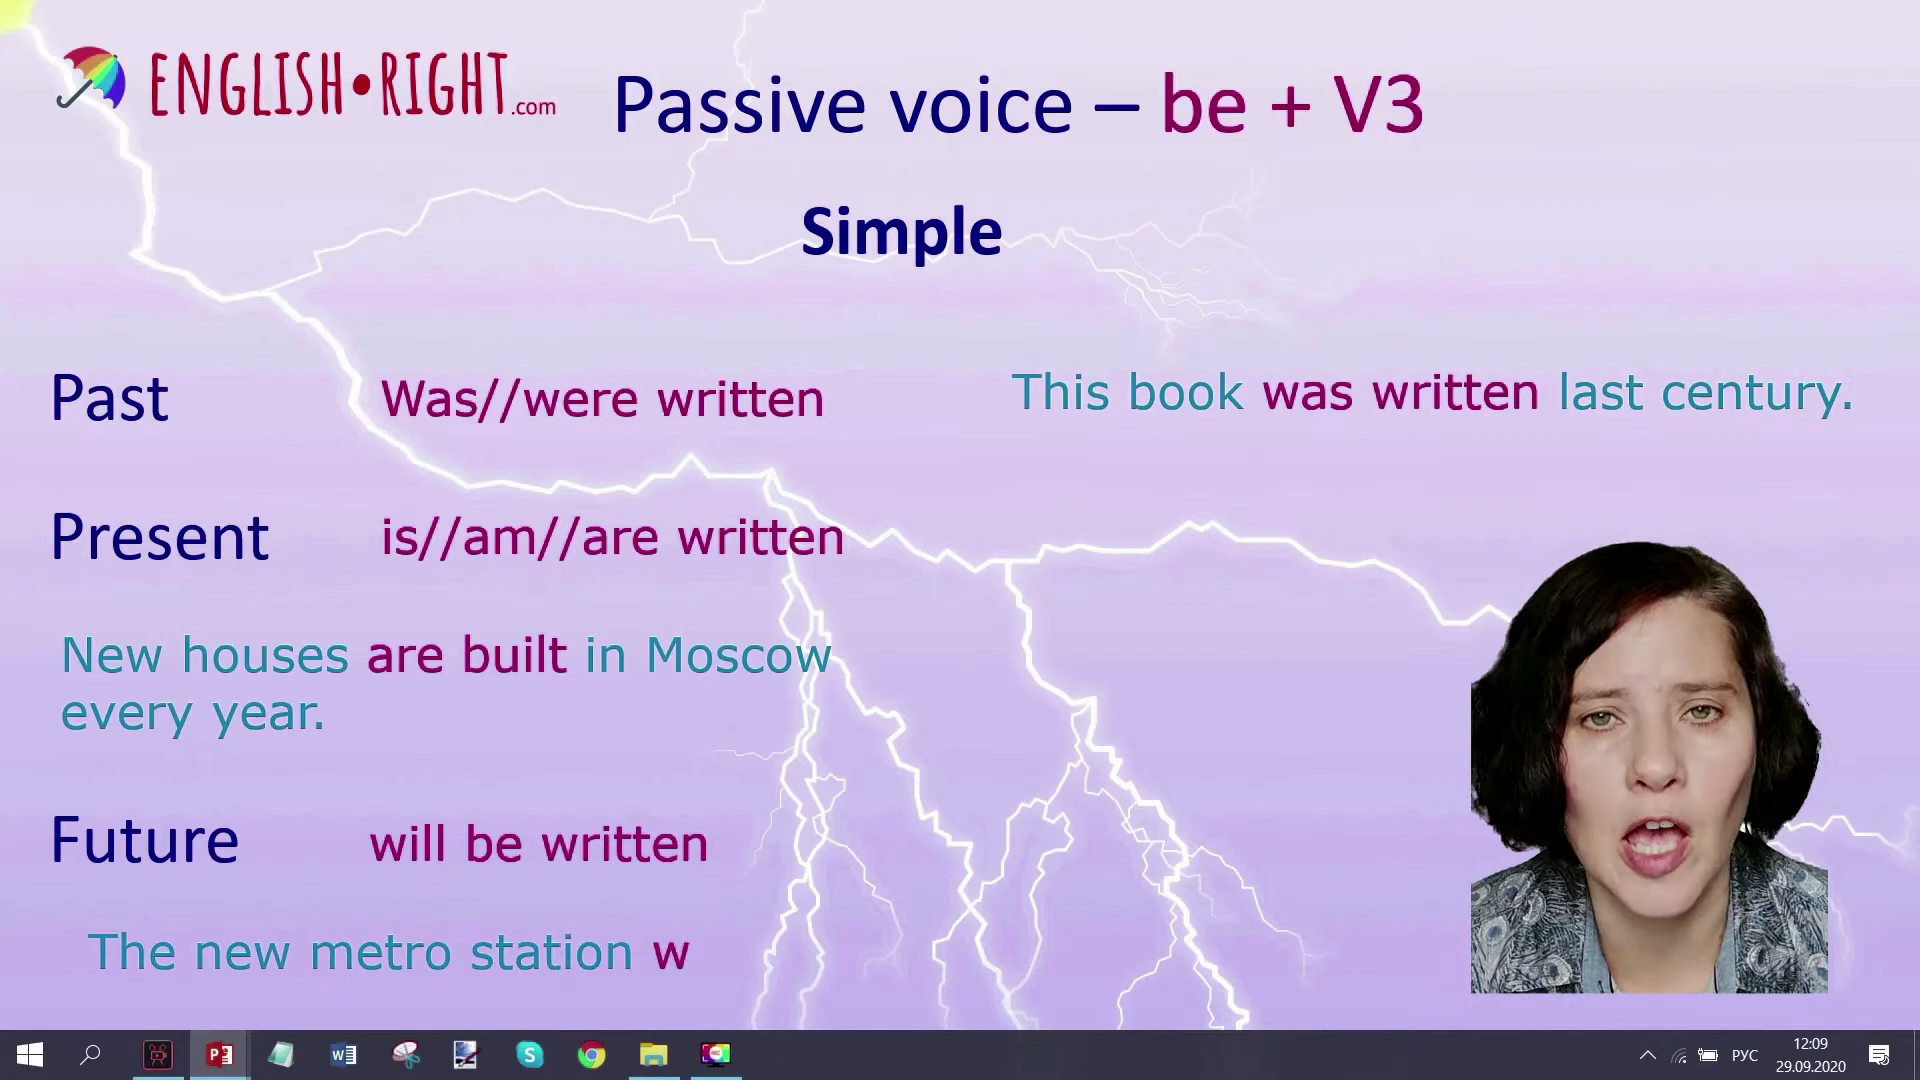 ENGLISH•RIGHT.com
Passive voice – be + V3
Simple
Past
Was//were written
This book was written last century.
Present
is//am//are written
New houses are built in Moscow
every year.
Future
will be written
The new metro station w
РУС
12:09
29.09.2020